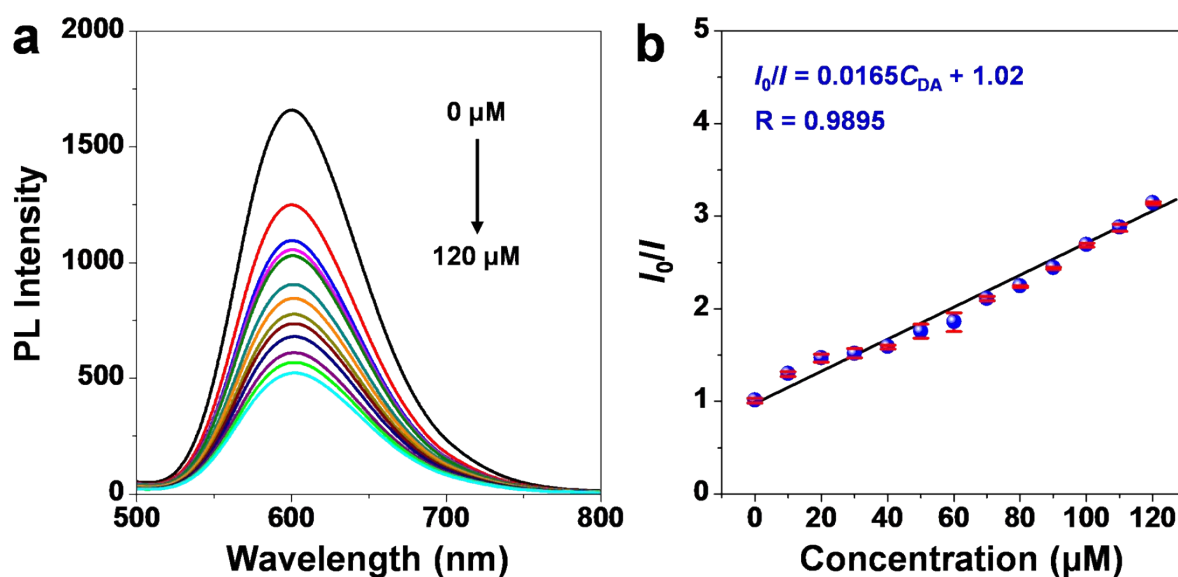 a
2000
1500
1000
500
0
500
600
700
800
PL Intensity
Wavelength (nm)
0 µM
120 µM
b
5
4
3
2
1
0
0
20
40
60
80
100
120
I₀/I
Concentration (µM)
I₀/I = 0.0165C_DA + 1.02
R = 0.9895